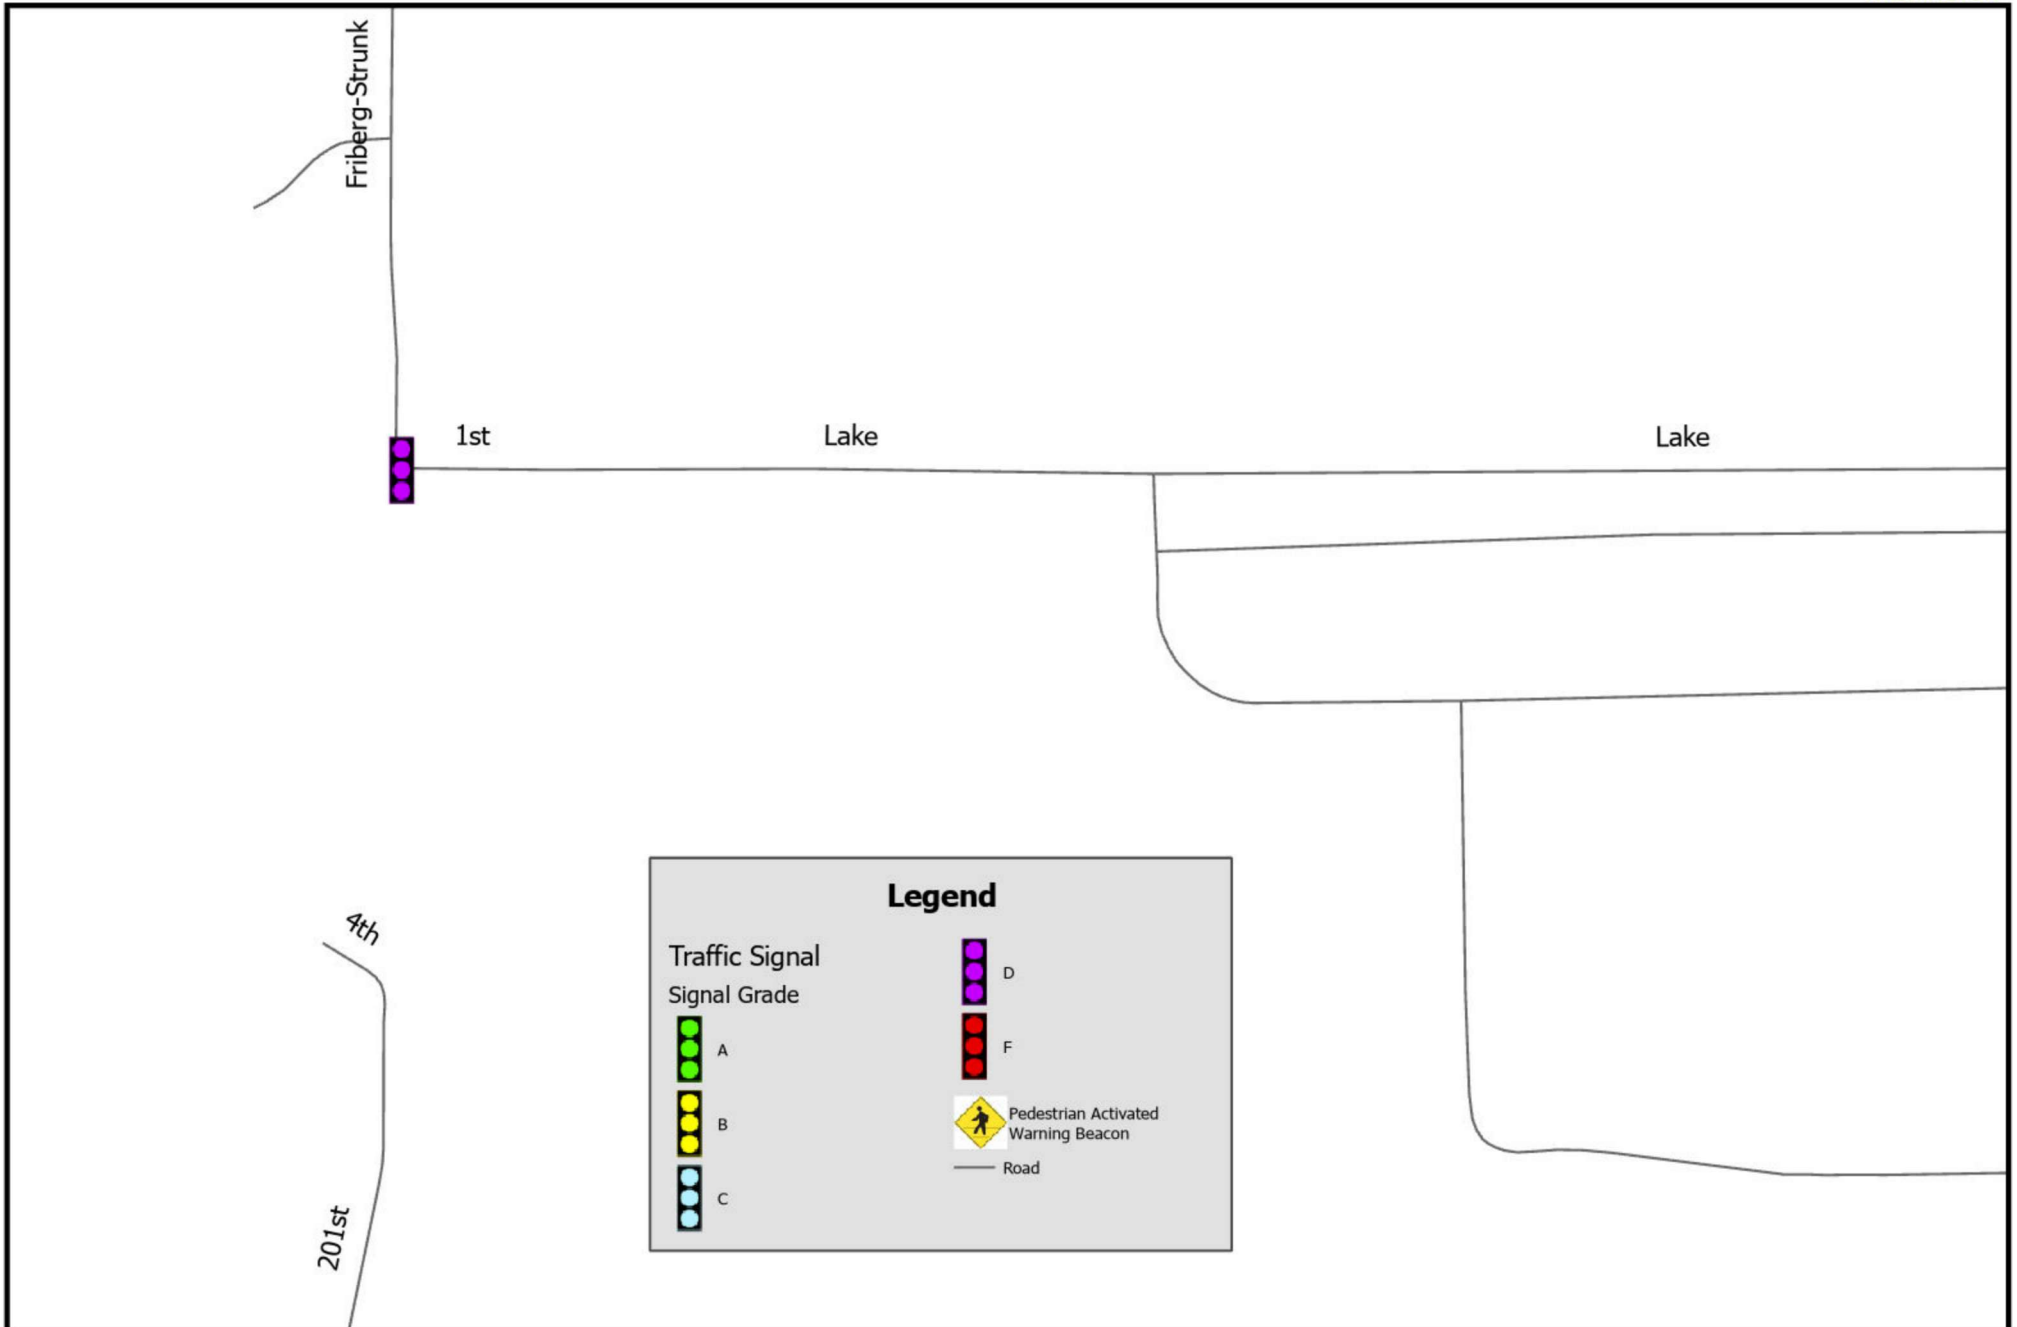 Friberg-Strunk
1st
Lake
Lake
4th
201st
Legend
Traffic Signal
Signal Grade
A
B
C
D
F
Pedestrian Activated
Warning Beacon
Road